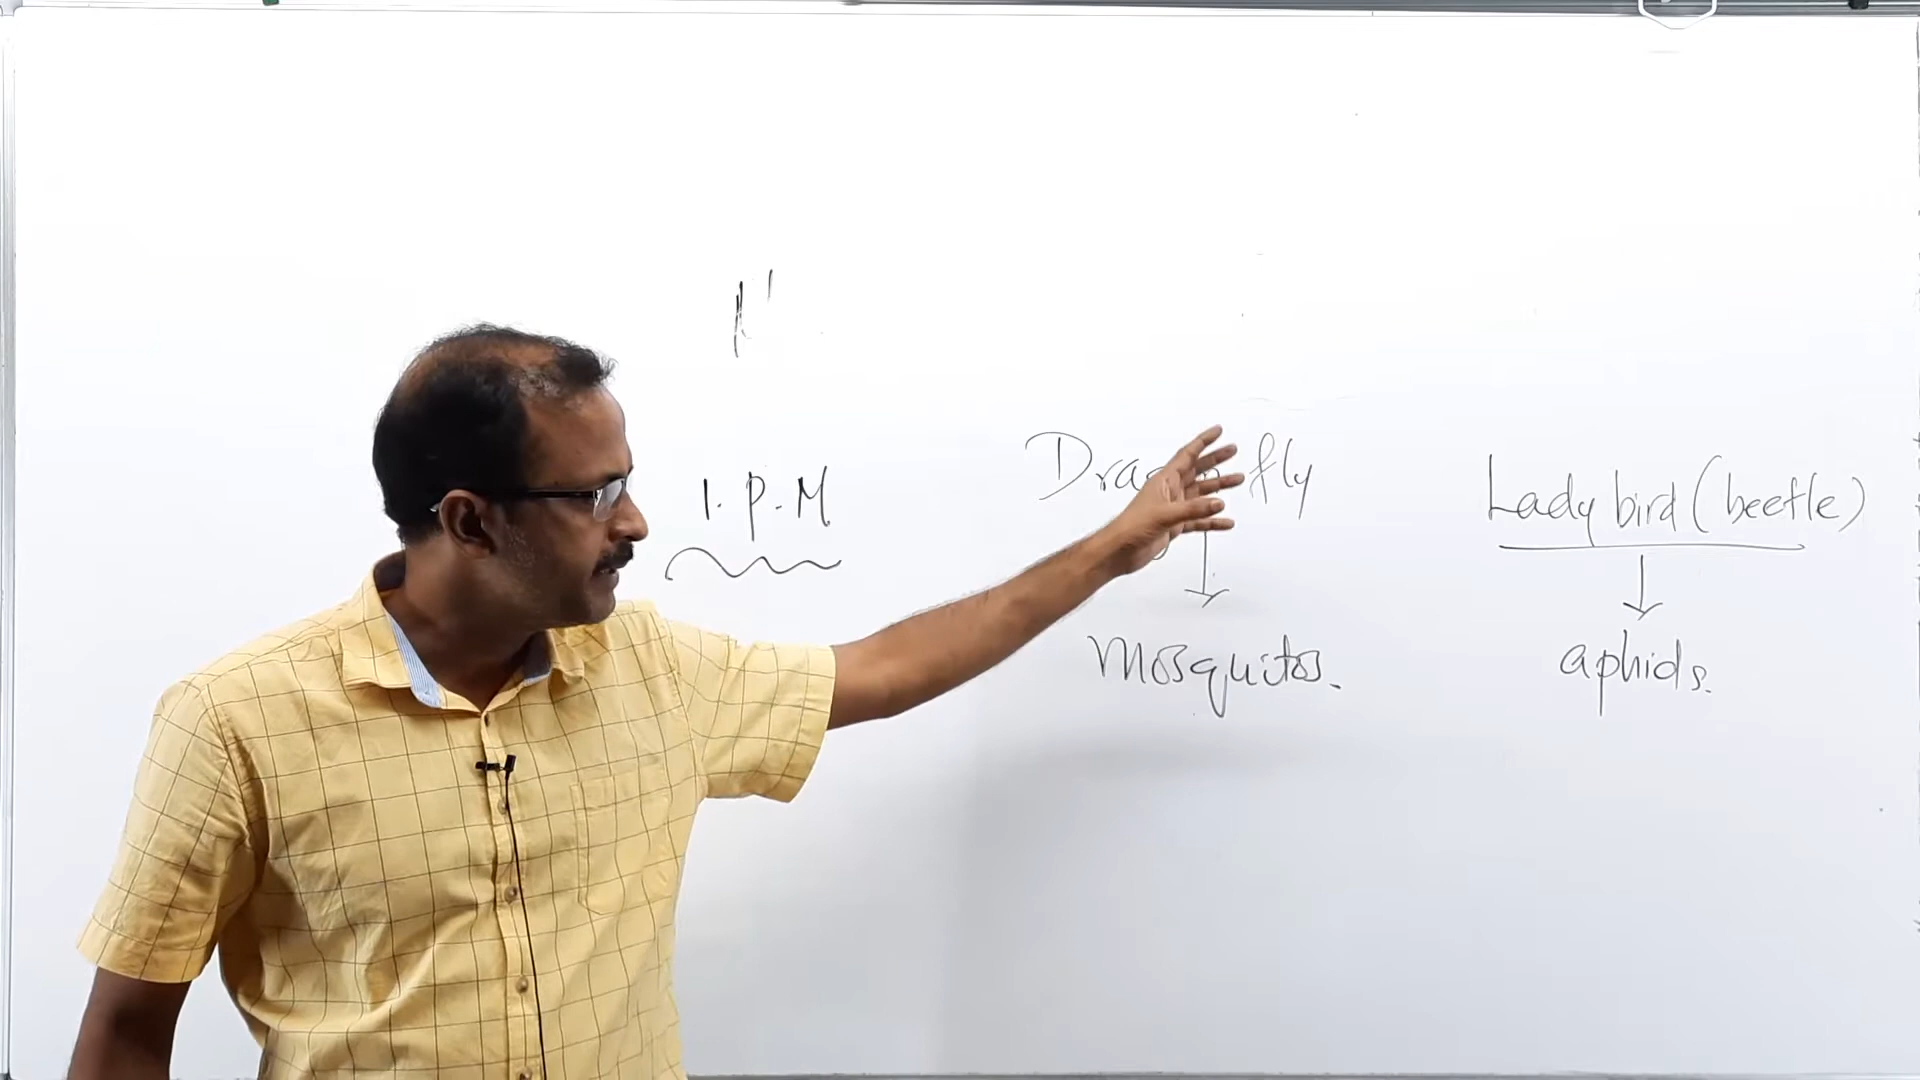 I.P.M
fly
Lady bird (beetle)
Mosquitos.
aphids.